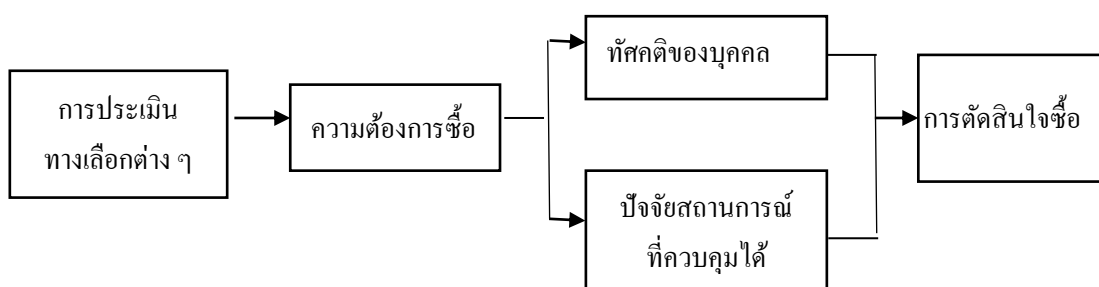 การประเมิน
ทางเลือกต่าง ๆ
ความต้องการซื้อ
ทัศคติของบุคคล
ปัจจัยสถานการณ์
ที่ควบคุมได้
การตัดสินใจซื้อ